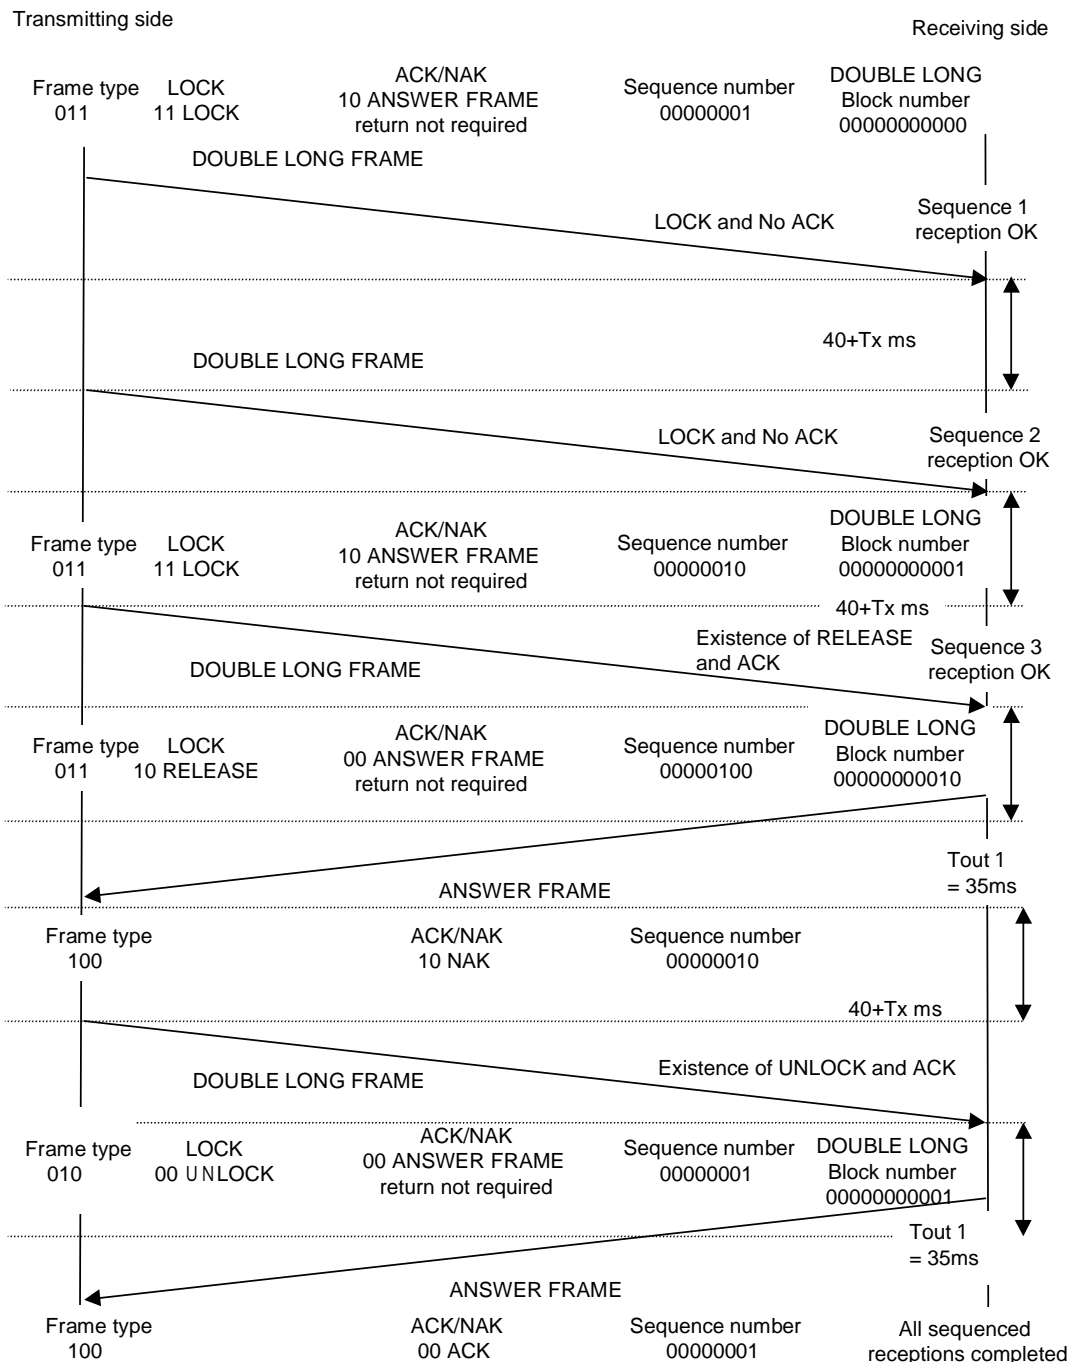 Transmitting side
Receiving side
Frame type
011
LOCK
11 LOCK
ACK/NAK
10 ANSWER FRAME
return not required
Sequence number
00000001
DOUBLE LONG
Block number
00000000000
DOUBLE LONG FRAME
LOCK and No ACK
Sequence 1
reception OK
40+Tx ms
DOUBLE LONG FRAME
LOCK and No ACK
Sequence 2
reception OK
Frame type
011
LOCK
11 LOCK
ACK/NAK
10 ANSWER FRAME
return not required
Sequence number
00000010
DOUBLE LONG
Block number
00000000001
40+Tx ms
Existence of RELEASE
and ACK
Sequence 3
reception OK
DOUBLE LONG FRAME
Frame type
011
LOCK
10 RELEASE
ACK/NAK
00 ANSWER FRAME
return not required
Sequence number
00000100
DOUBLE LONG
Block number
00000000010
Tout 1
= 35ms
ANSWER FRAME
Frame type
100
ACK/NAK
10 NAK
Sequence number
00000010
40+Tx ms
Existence of UNLOCK and ACK
DOUBLE LONG FRAME
Frame type
010
LOCK
00 UNLOCK
ACK/NAK
00 ANSWER FRAME
return not required
Sequence number
00000001
DOUBLE LONG
Block number
00000000001
Tout 1
= 35ms
ANSWER FRAME
Frame type
100
ACK/NAK
00 ACK
Sequence number
00000001
All sequenced
receptions completed